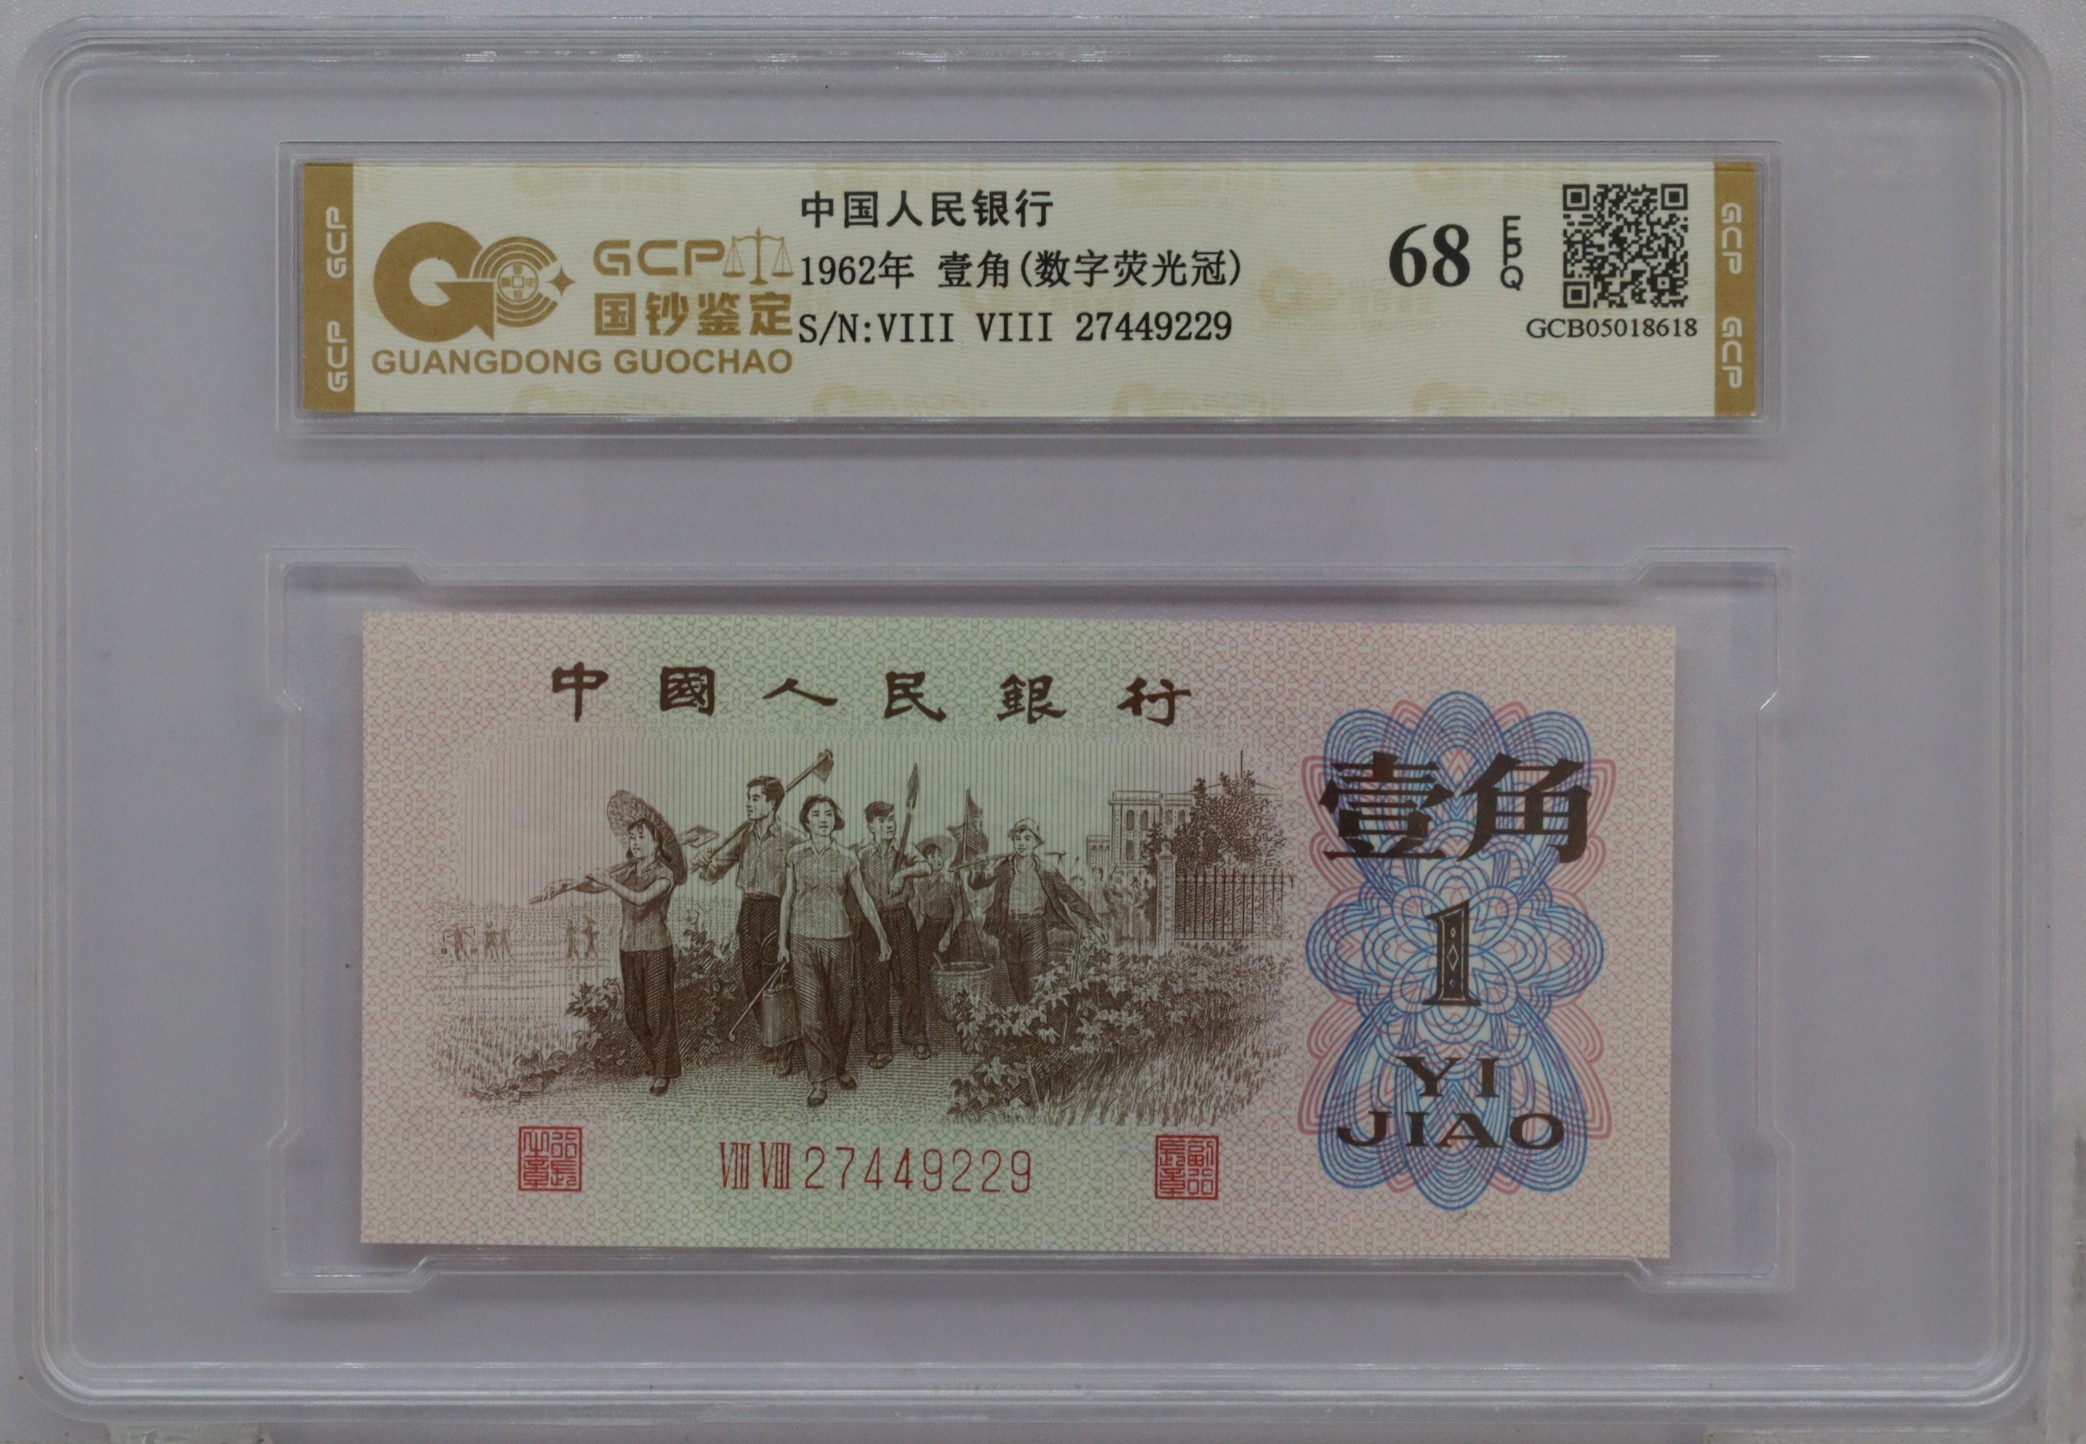 GCP
GCP
GCP
国钞鉴定
GUANGDONG GUOCHAO
中国人民银行
1962年 壹角(数字荧光冠)
S/N:VIII VIII 27449229
68 EPQ
GCB05018618
GCP
GCP
中國人民銀行
壹角
1
YI
JIAO
VIII VIII 27449229